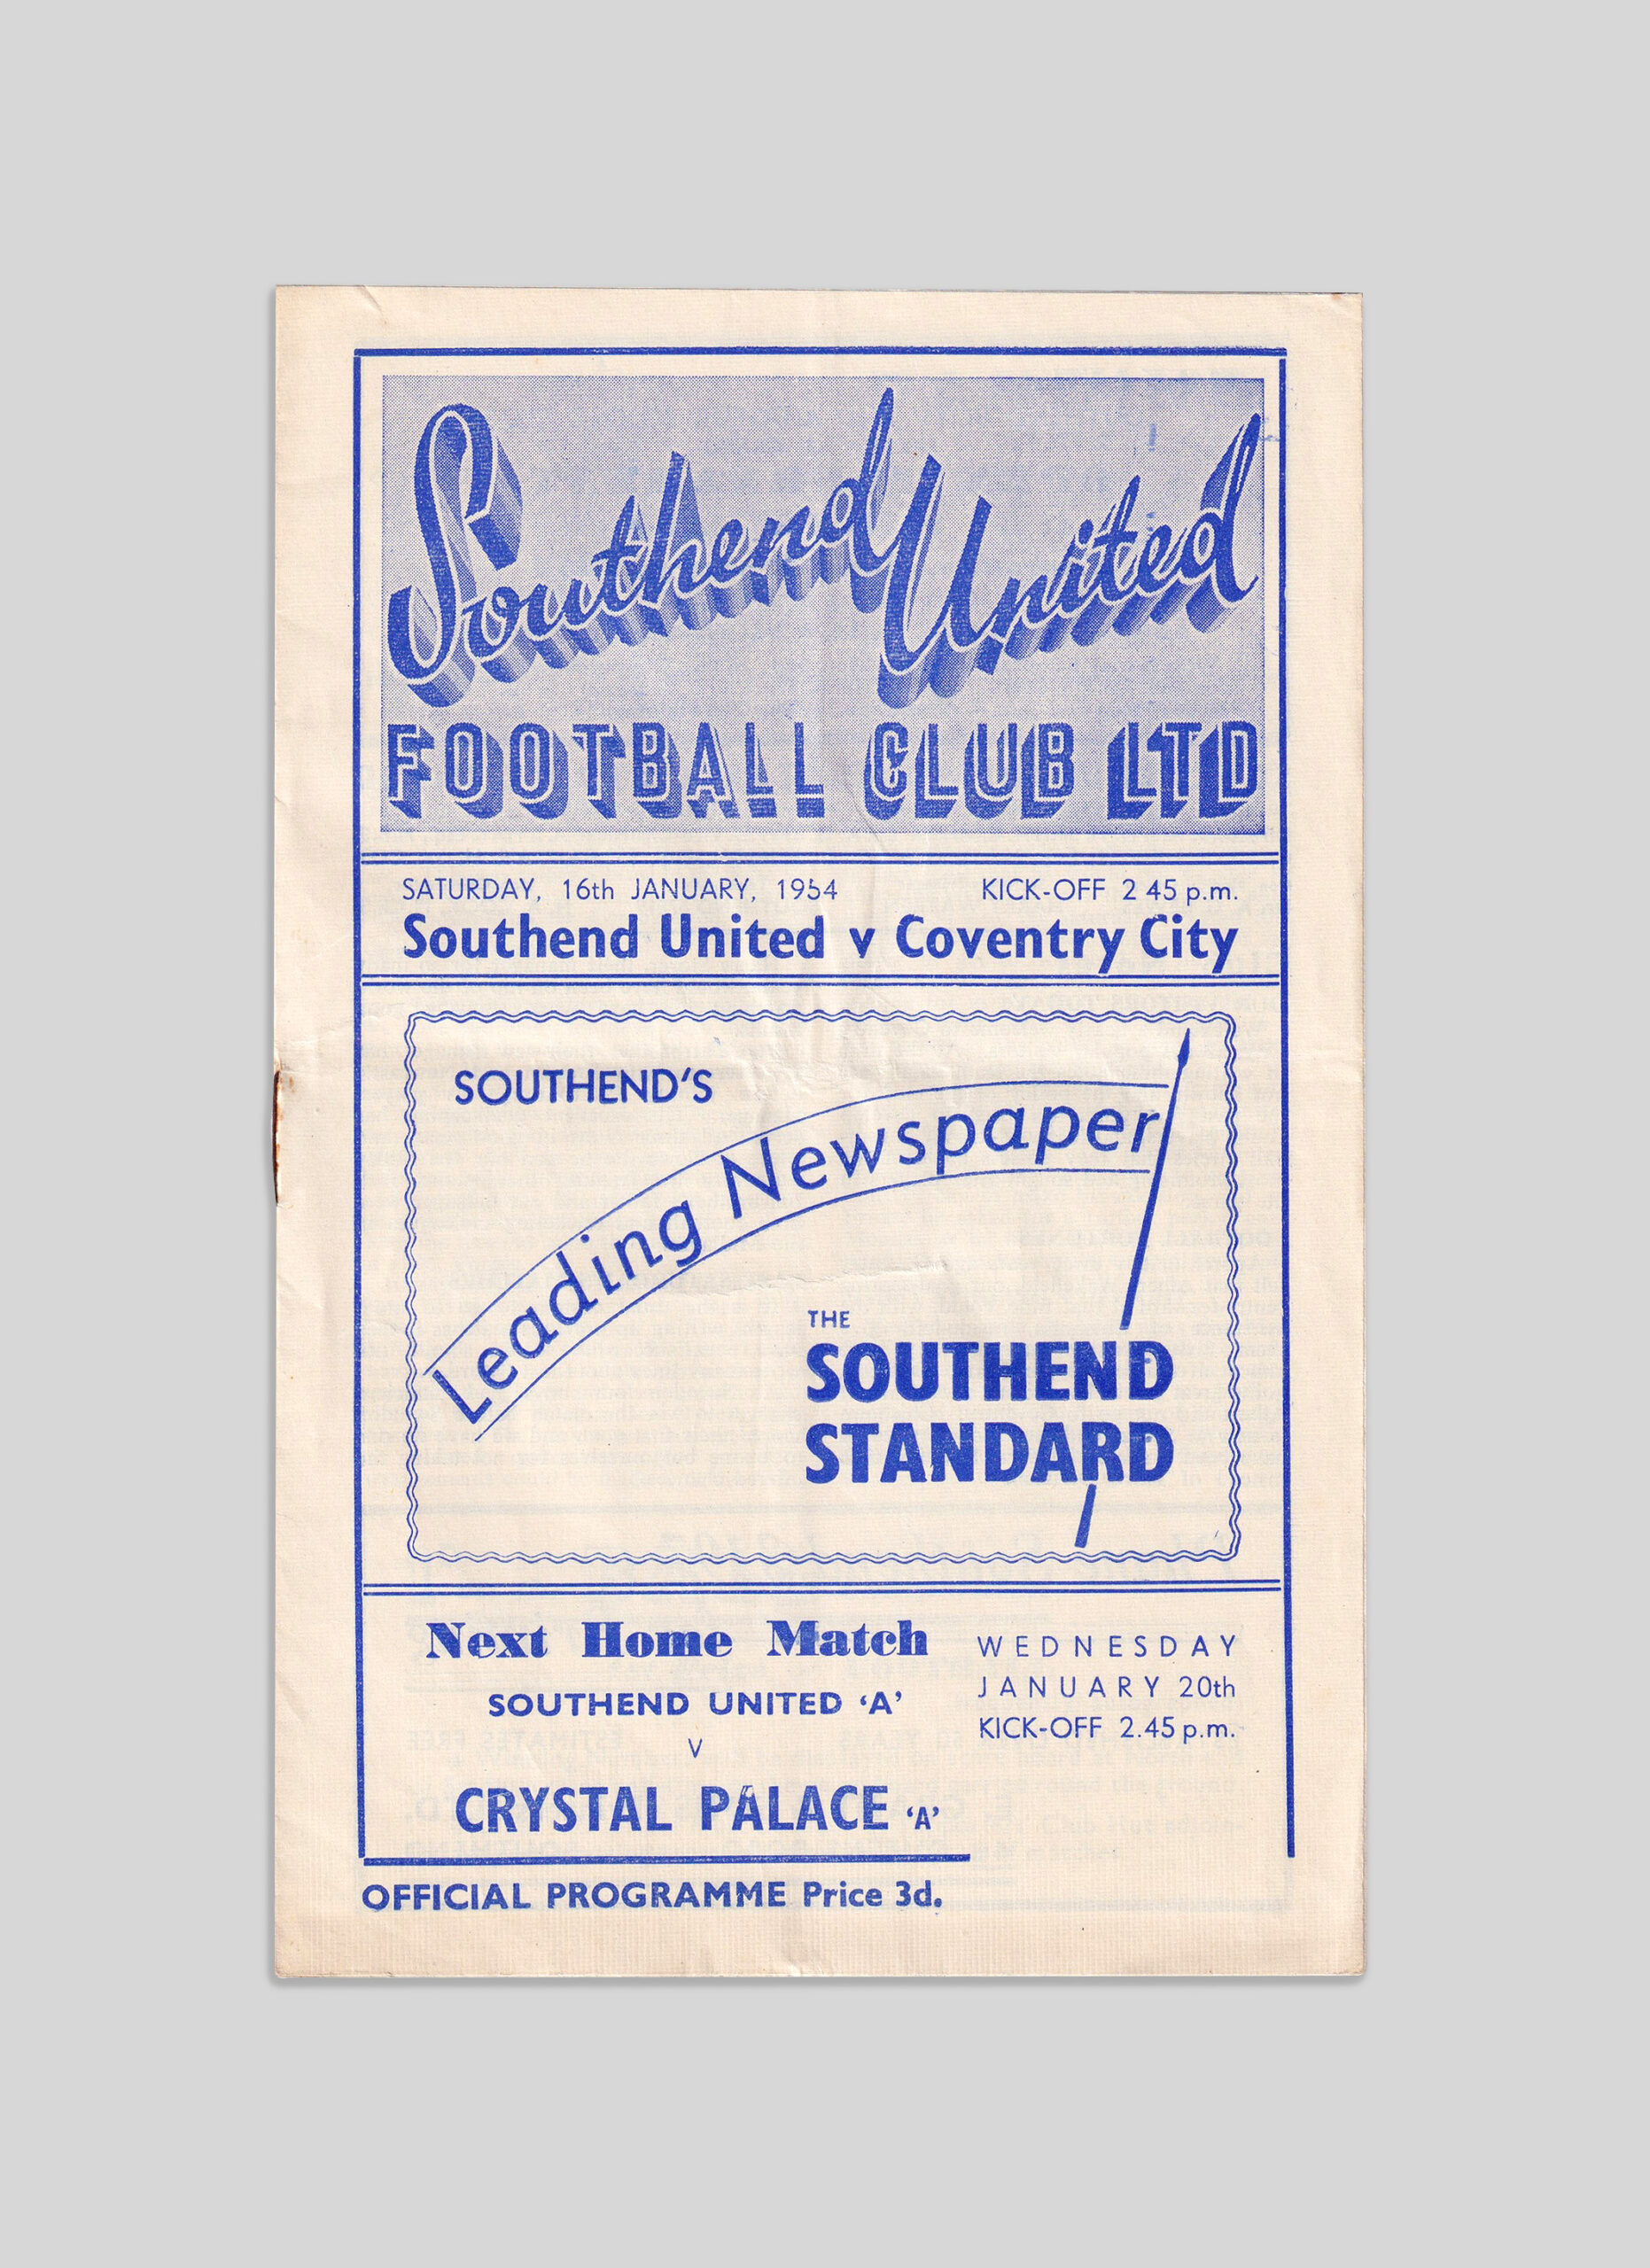 Southend United
FOOTBALL CLUB LTD
SATURDAY, 16th JANUARY, 1954 KICK-OFF 2 45 p.m.
Southend United v Coventry City
SOUTHEND'S
Leading Newspaper
THE
SOUTHEND
STANDARD
Next Home Match
SOUTHEND UNITED ‘A’
v
CRYSTAL PALACE ‘A’
WEDNESDAY
JANUARY 20th
KICK-OFF 2.45 p.m.
OFFICIAL PROGRAMME Price 3d.